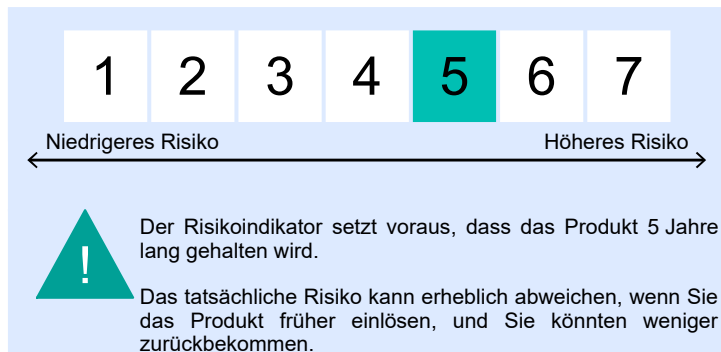 1 2 3 4 5 6 7
Niedrigeres Risiko Höheres Risiko
!
Der Risikoindikator setzt voraus, dass das Produkt 5 Jahre
lang gehalten wird.
Das tatsächliche Risiko kann erheblich abweichen, wenn Sie
das Produkt früher einlösen, und Sie könnten weniger
zurückbekommen.